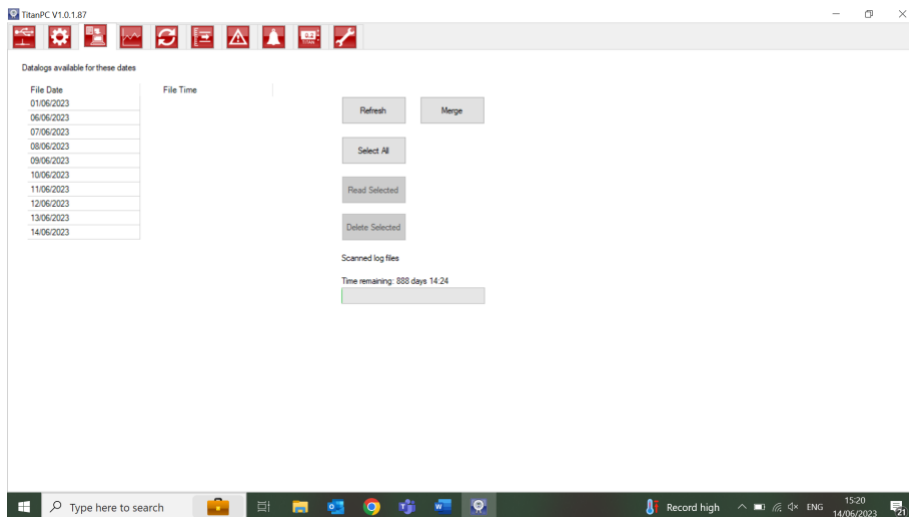 TitanPC V1.0.1.87
Datalogs available for these dates
File Date File Time
01/06/2023
06/06/2023
07/06/2023
08/06/2023
09/06/2023
10/06/2023
11/06/2023
12/06/2023
13/06/2023
14/06/2023
Refresh Merge
Select All
Read Selected
Delete Selected
Scanned log files
Time remaining: 888 days 14:24
Type here to search
Record high
ENG
15:20
14/06/2023
21